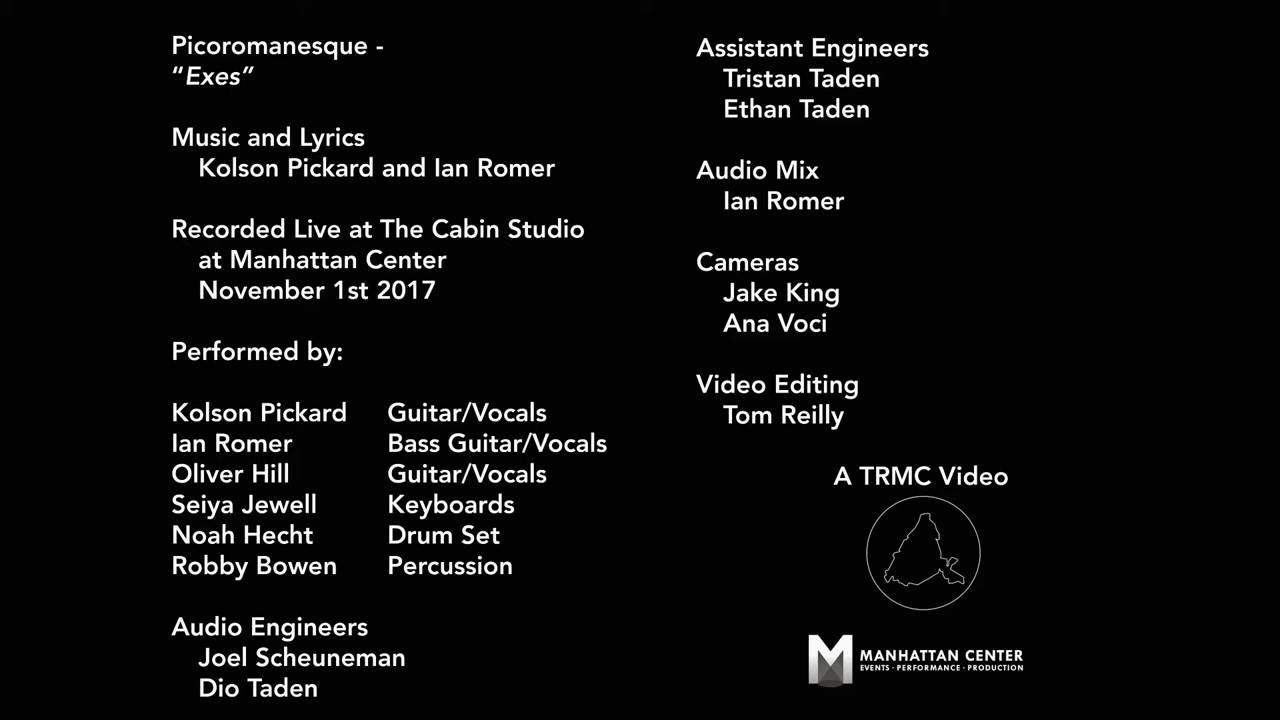 Picoromanesque -
“Exes”
Music and Lyrics
Kolson Pickard and Ian Romer
Recorded Live at The Cabin Studio
at Manhattan Center
November 1st 2017
Performed by:
Kolson Pickard Guitar/Vocals
Ian Romer Bass Guitar/Vocals
Oliver Hill Guitar/Vocals
Seiya Jewell Keyboards
Noah Hecht Drum Set
Robby Bowen Percussion
Audio Engineers
Joel Scheuneman
Dio Taden
Assistant Engineers
Tristan Taden
Ethan Taden
Audio Mix
Ian Romer
Cameras
Jake King
Ana Voci
Video Editing
Tom Reilly
A TRMC Video
M MANHATTAN CENTER
EVENTS · PERFORMANCE · PRODUCTION